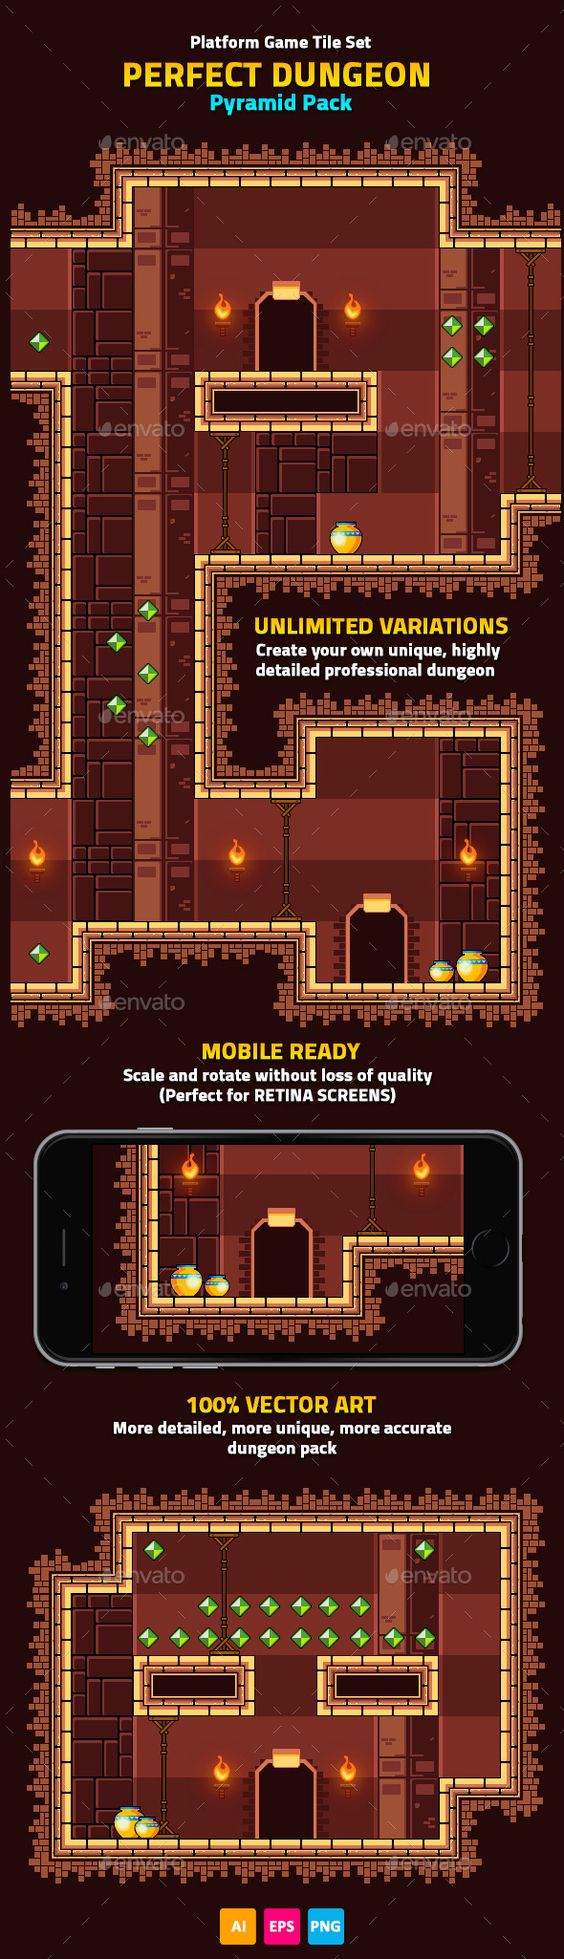 Platform Game Tile Set
PERFECT DUNGEON
Pyramid Pack
envato
envato
envato
envato
UNLIMITED VARIATIONS
Create your own unique, highly
detailed professional dungeon
envato
envato
envato
envato
MOBILE READY
Scale and rotate without loss of quality
(Perfect for RETINA SCREENS)
envato
envato
100% VECTOR ART
More detailed, more unique, more accurate
dungeon pack
envato
envato
envato
envato
AI
EPS
PNG